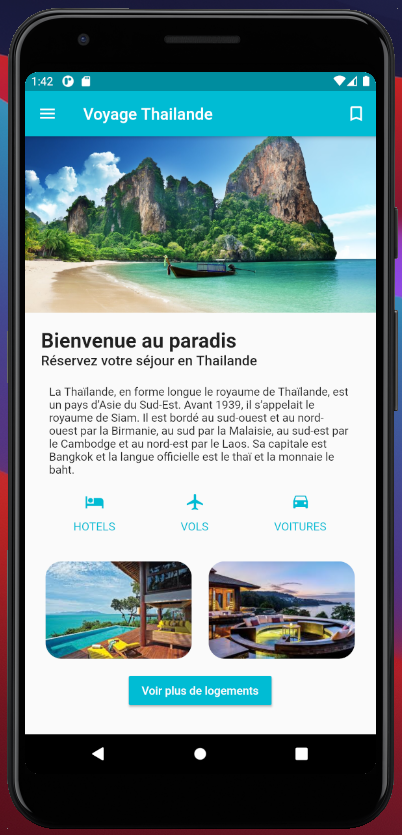 1:42
Voyage Thailande
Bienvenue au paradis
Réservez votre séjour en Thailande
La Thaïlande, en forme longue le royaume de Thaïlande, est
un pays d'Asie du Sud-Est. Avant 1939, il s'appelait le
royaume de Siam. Il est bordé au sud-ouest et au nord-
ouest par la Birmanie, au sud par la Malaisie, au sud-est par
le Cambodge et au nord-est par le Laos. Sa capitale est
Bangkok et la langue officielle est le thaï et la monnaie le
baht.
HOTELS VOLS VOITURES
Voir plus de logements